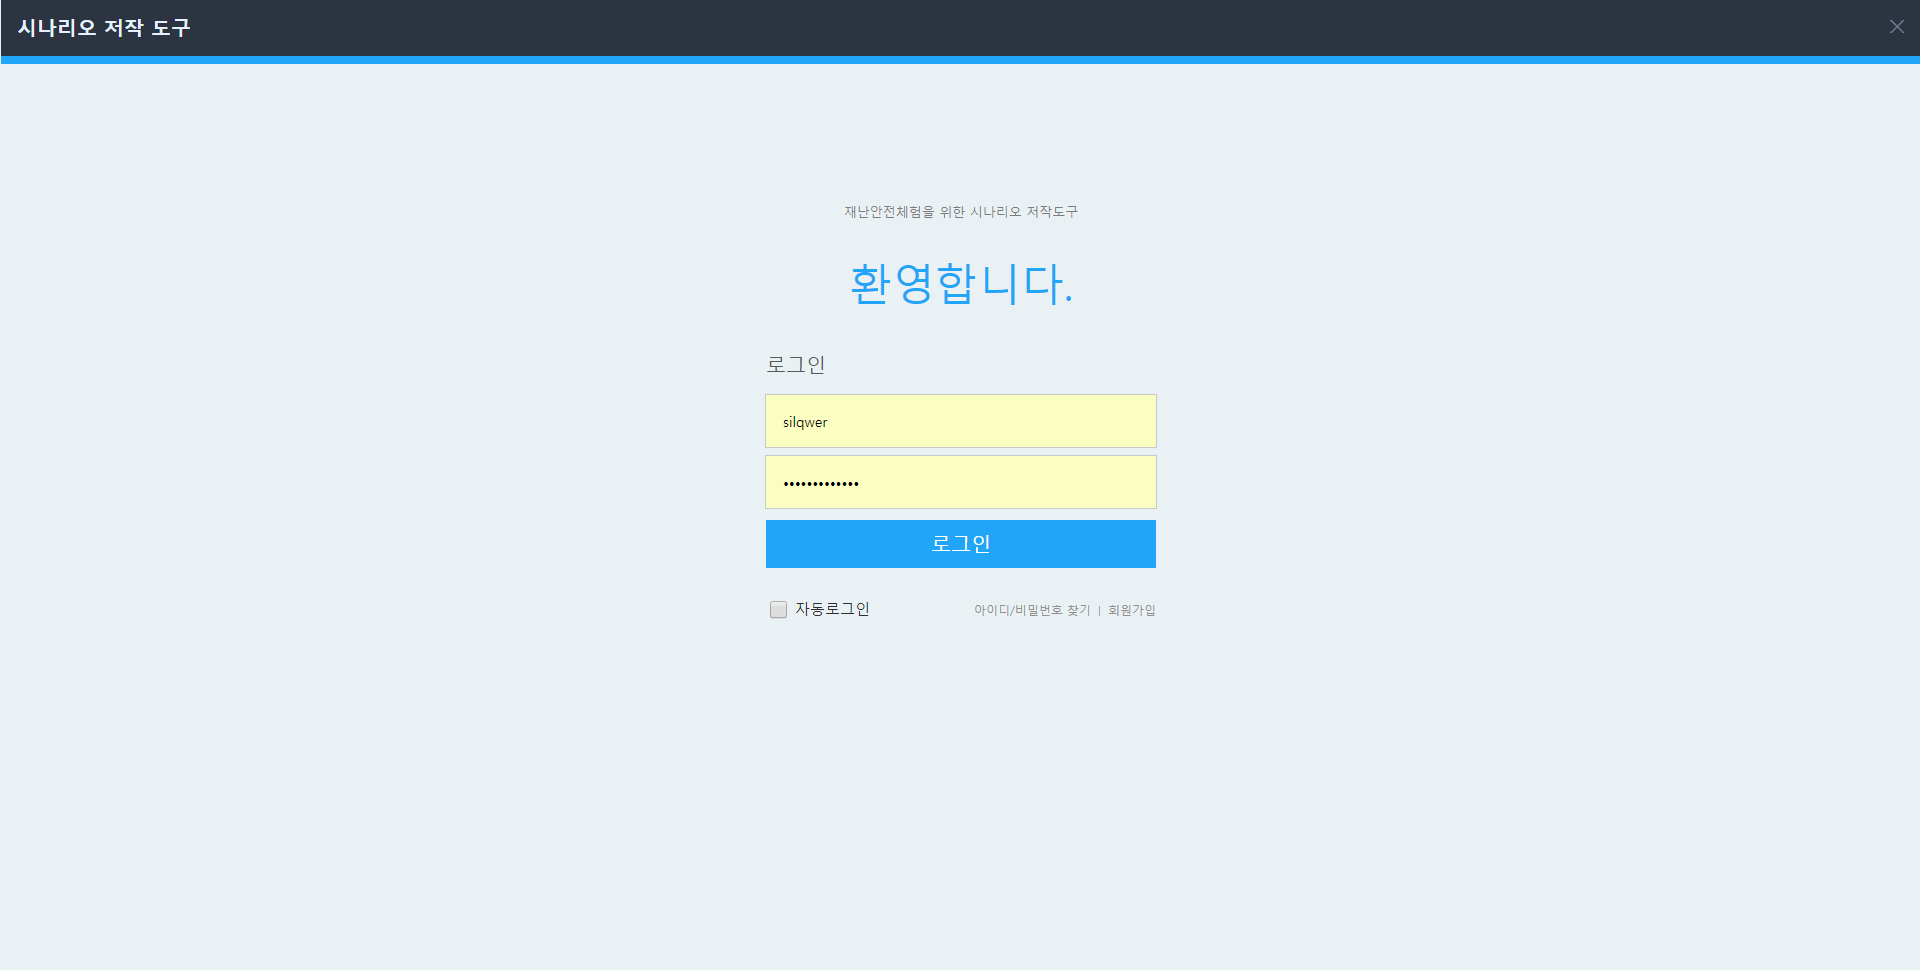 시나리오 저작 도구
재난안전체험을 위한 시나리오 저작도구
환영합니다.
로그인
silqwer
•••••••••••••
로그인
자동로그인
아이디/비밀번호 찾기 | 회원가입